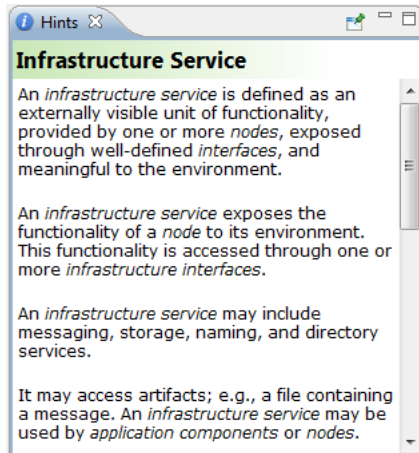 Hints
Infrastructure Service
An infrastructure service is defined as an
externally visible unit of functionality,
provided by one or more nodes, exposed
through well-defined interfaces, and
meaningful to the environment.
An infrastructure service exposes the
functionality of a node to its environment.
This functionality is accessed through one or
more infrastructure interfaces.
An infrastructure service may include
messaging, storage, naming, and directory
services.
It may access artifacts; e.g., a file containing
a message. An infrastructure service may be
used by application components or nodes.